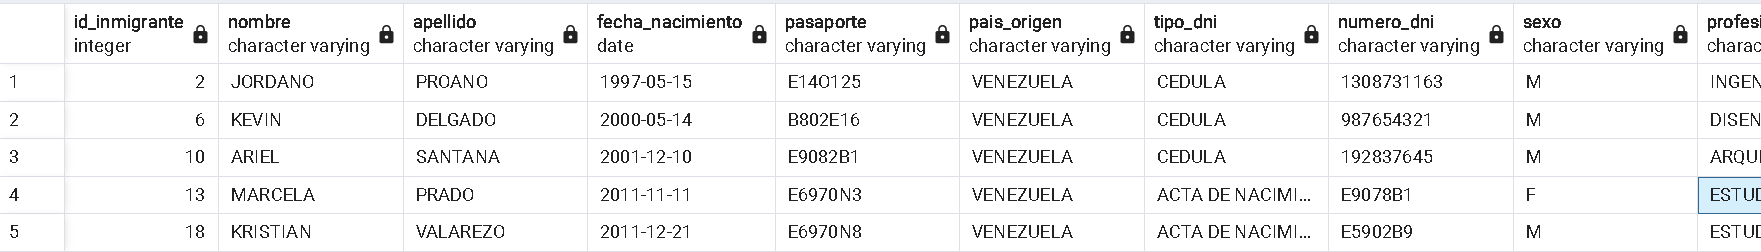 id_inmigrante nombre apellido fecha_nacimiento pasaporte pais_origen tipo_dni numero_dni sexo profesi
integer character varying character varying date character varying character varying character varying character varying character varying charac
1 2 JORDANO PROANO 1997-05-15 E14O125 VENEZUELA CEDULA 1308731163 M INGEN
2 6 KEVIN DELGADO 2000-05-14 B802E16 VENEZUELA CEDULA 987654321 M DISEN
3 10 ARIEL SANTANA 2001-12-10 E9082B1 VENEZUELA CEDULA 192837645 M ARQU
4 13 MARCELA PRADO 2011-11-11 E6970N3 VENEZUELA ACTA DE NACIMI... E9078B1 F ESTUD
5 18 KRISTIAN VALAREZO 2011-12-21 E6970N8 VENEZUELA ACTA DE NACIMI... E5902B9 M ESTUD